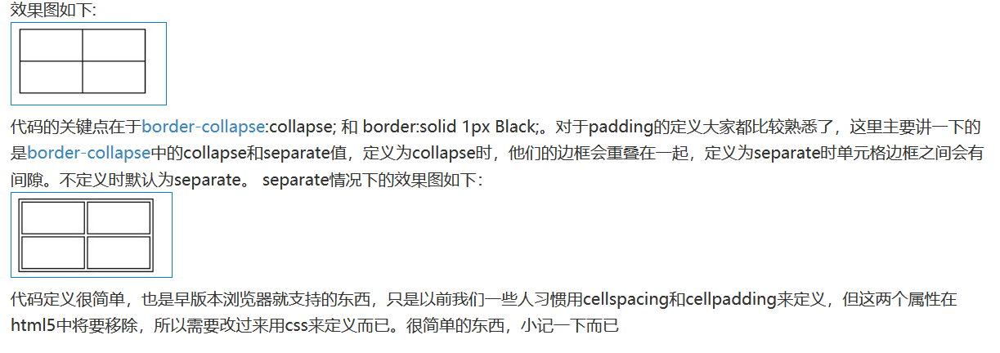 效果图如下:
代码的关键点在于border-collapse:collapse; 和 border:solid 1px Black;。对于padding的定义大家都比较熟悉了，这里主要讲一下的
是border-collapse中的collapse和separate值，定义为collapse时，他们的边框会重叠在一起，定义为separate时单元格边框之间会有
间隙。不定义时默认为separate。 separate情况下的效果图如下：
代码定义很简单，也是早版本浏览器就支持的东西，只是以前我们一些人习惯用cellspacing和cellpadding来定义，但这两个属性在
html5中将要移除，所以需要改过来用css来定义而已。很简单的东西，小记一下而已